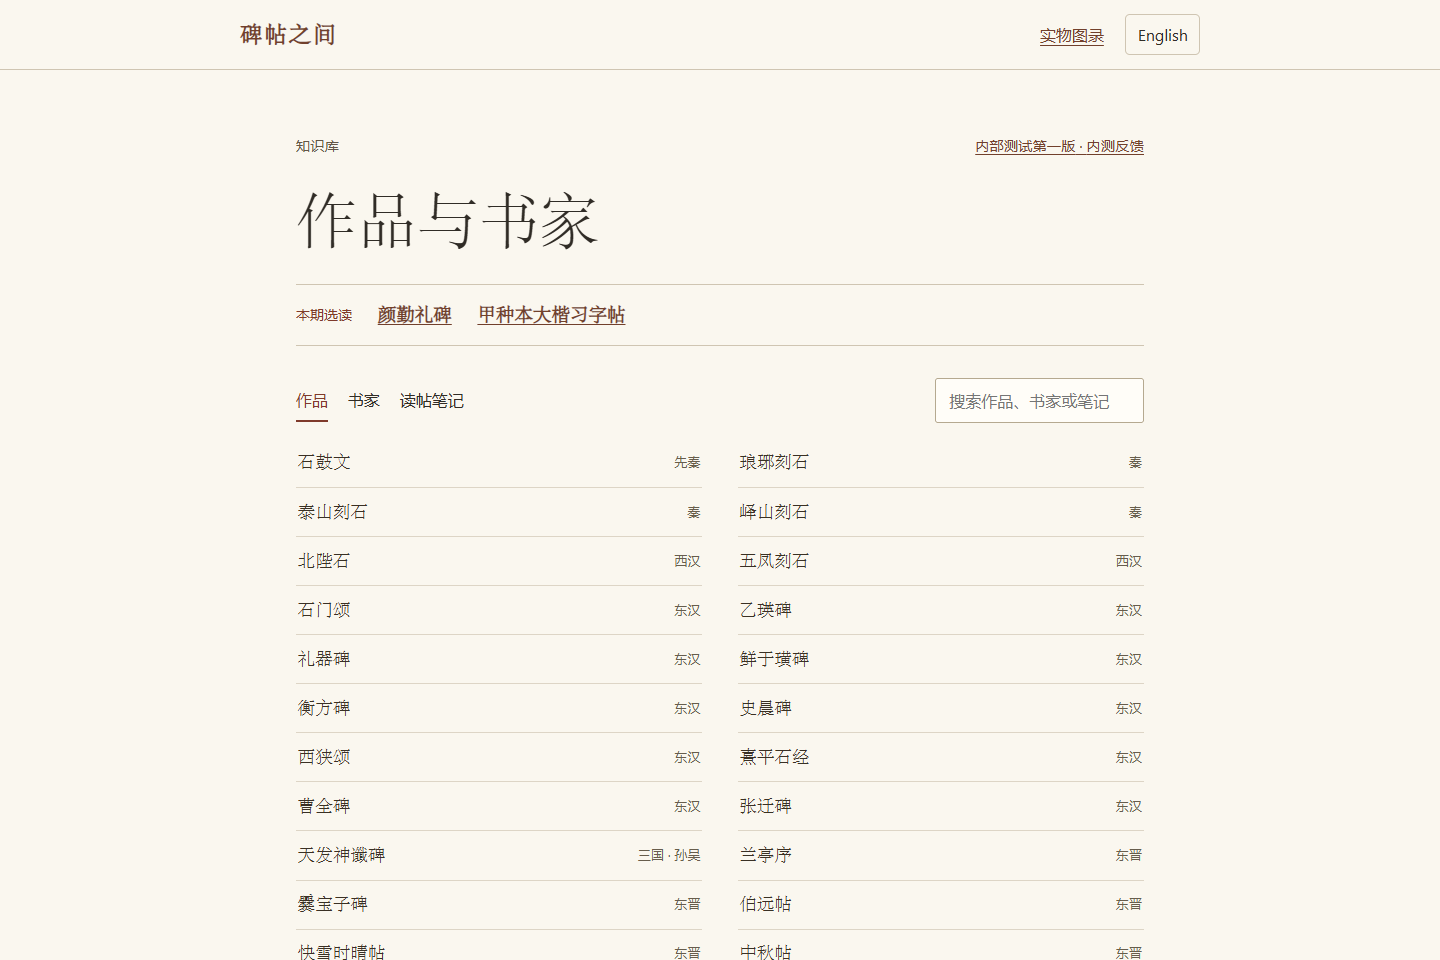 碑帖之间
实物图录
English
知识库
内部测试第一版 · 内测反馈
作品与书家
本期选读 颜勤礼碑 甲种本大楷习字帖
作品 书家 读帖笔记
搜索作品、书家或笔记
石鼓文 先秦
琅琊刻石 秦
泰山刻石 秦
峄山刻石 秦
北陛石 西汉
五凤刻石 西汉
石门颂 东汉
乙瑛碑 东汉
礼器碑 东汉
鲜于璜碑 东汉
衡方碑 东汉
史晨碑 东汉
西狭颂 东汉
熹平石经 东汉
曹全碑 东汉
张迁碑 东汉
天发神谶碑 三国 · 孙吴
兰亭序 东晋
爨宝子碑 东晋
伯远帖 东晋
快雪时晴帖 东晋
中秋帖 东晋